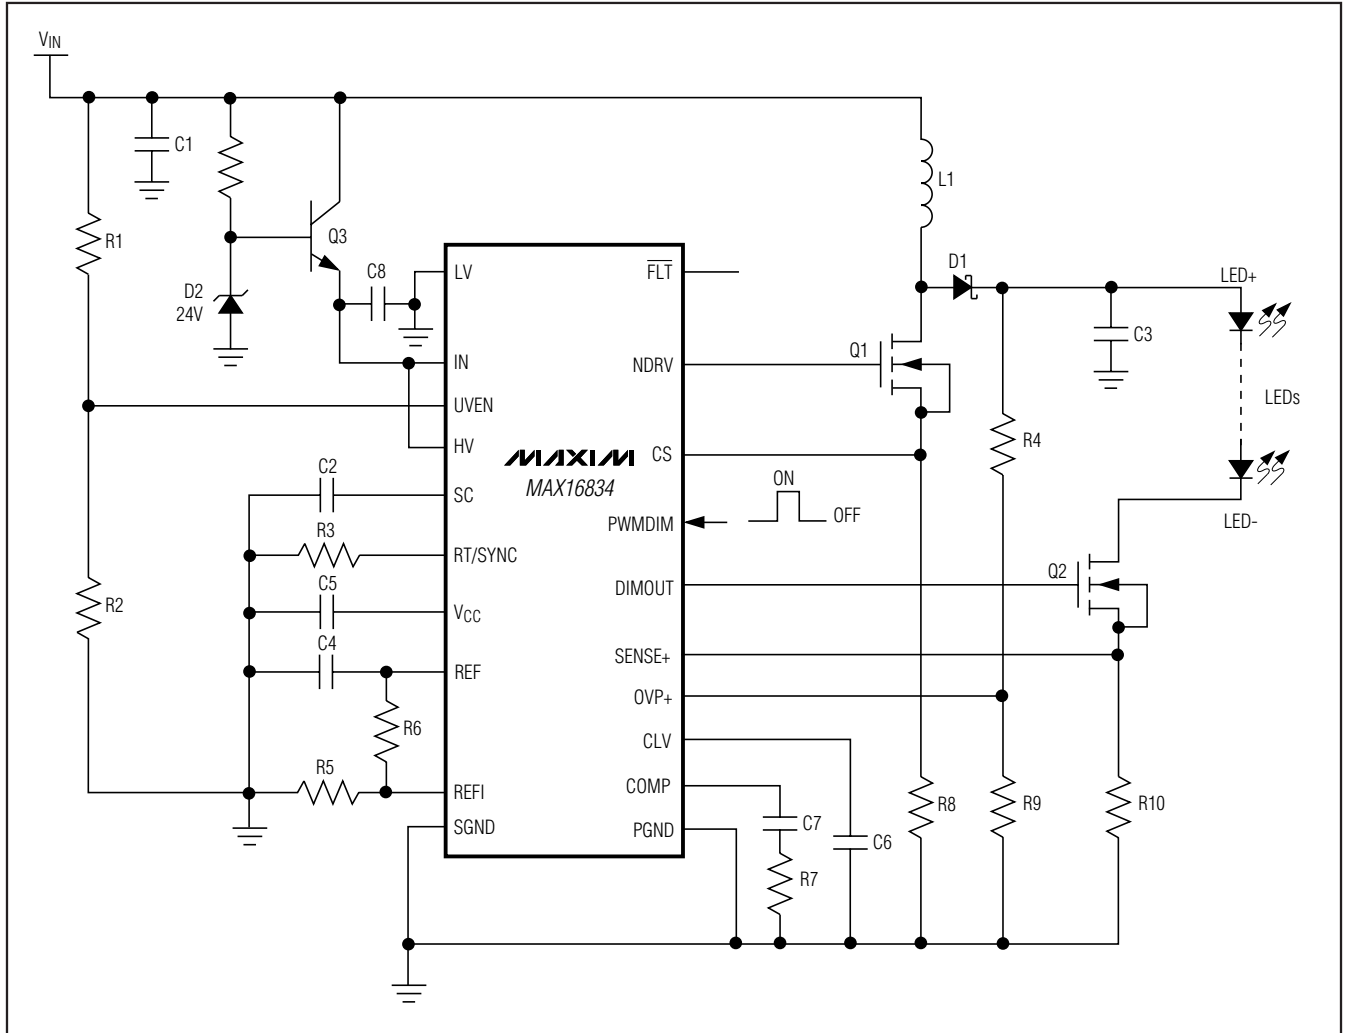 VIN
C1
R1
Q3
D2
24V
C8
L1
D1
LED+
C3
LEDs
LED-
Q1
R4
Q2
LV
FLT
IN
NDRV
UVEN
HV
CS
MAXIM
MAX16834
ON
OFF
PWMDIM
C2
SC
R3
RT/SYNC
DIMOUT
C5
VCC
C4
REF
SENSE+
OVP+
R2
R6
CLV
R5
REFI
COMP
SGND
PGND
C7
R7
C6
R8
R9
R10